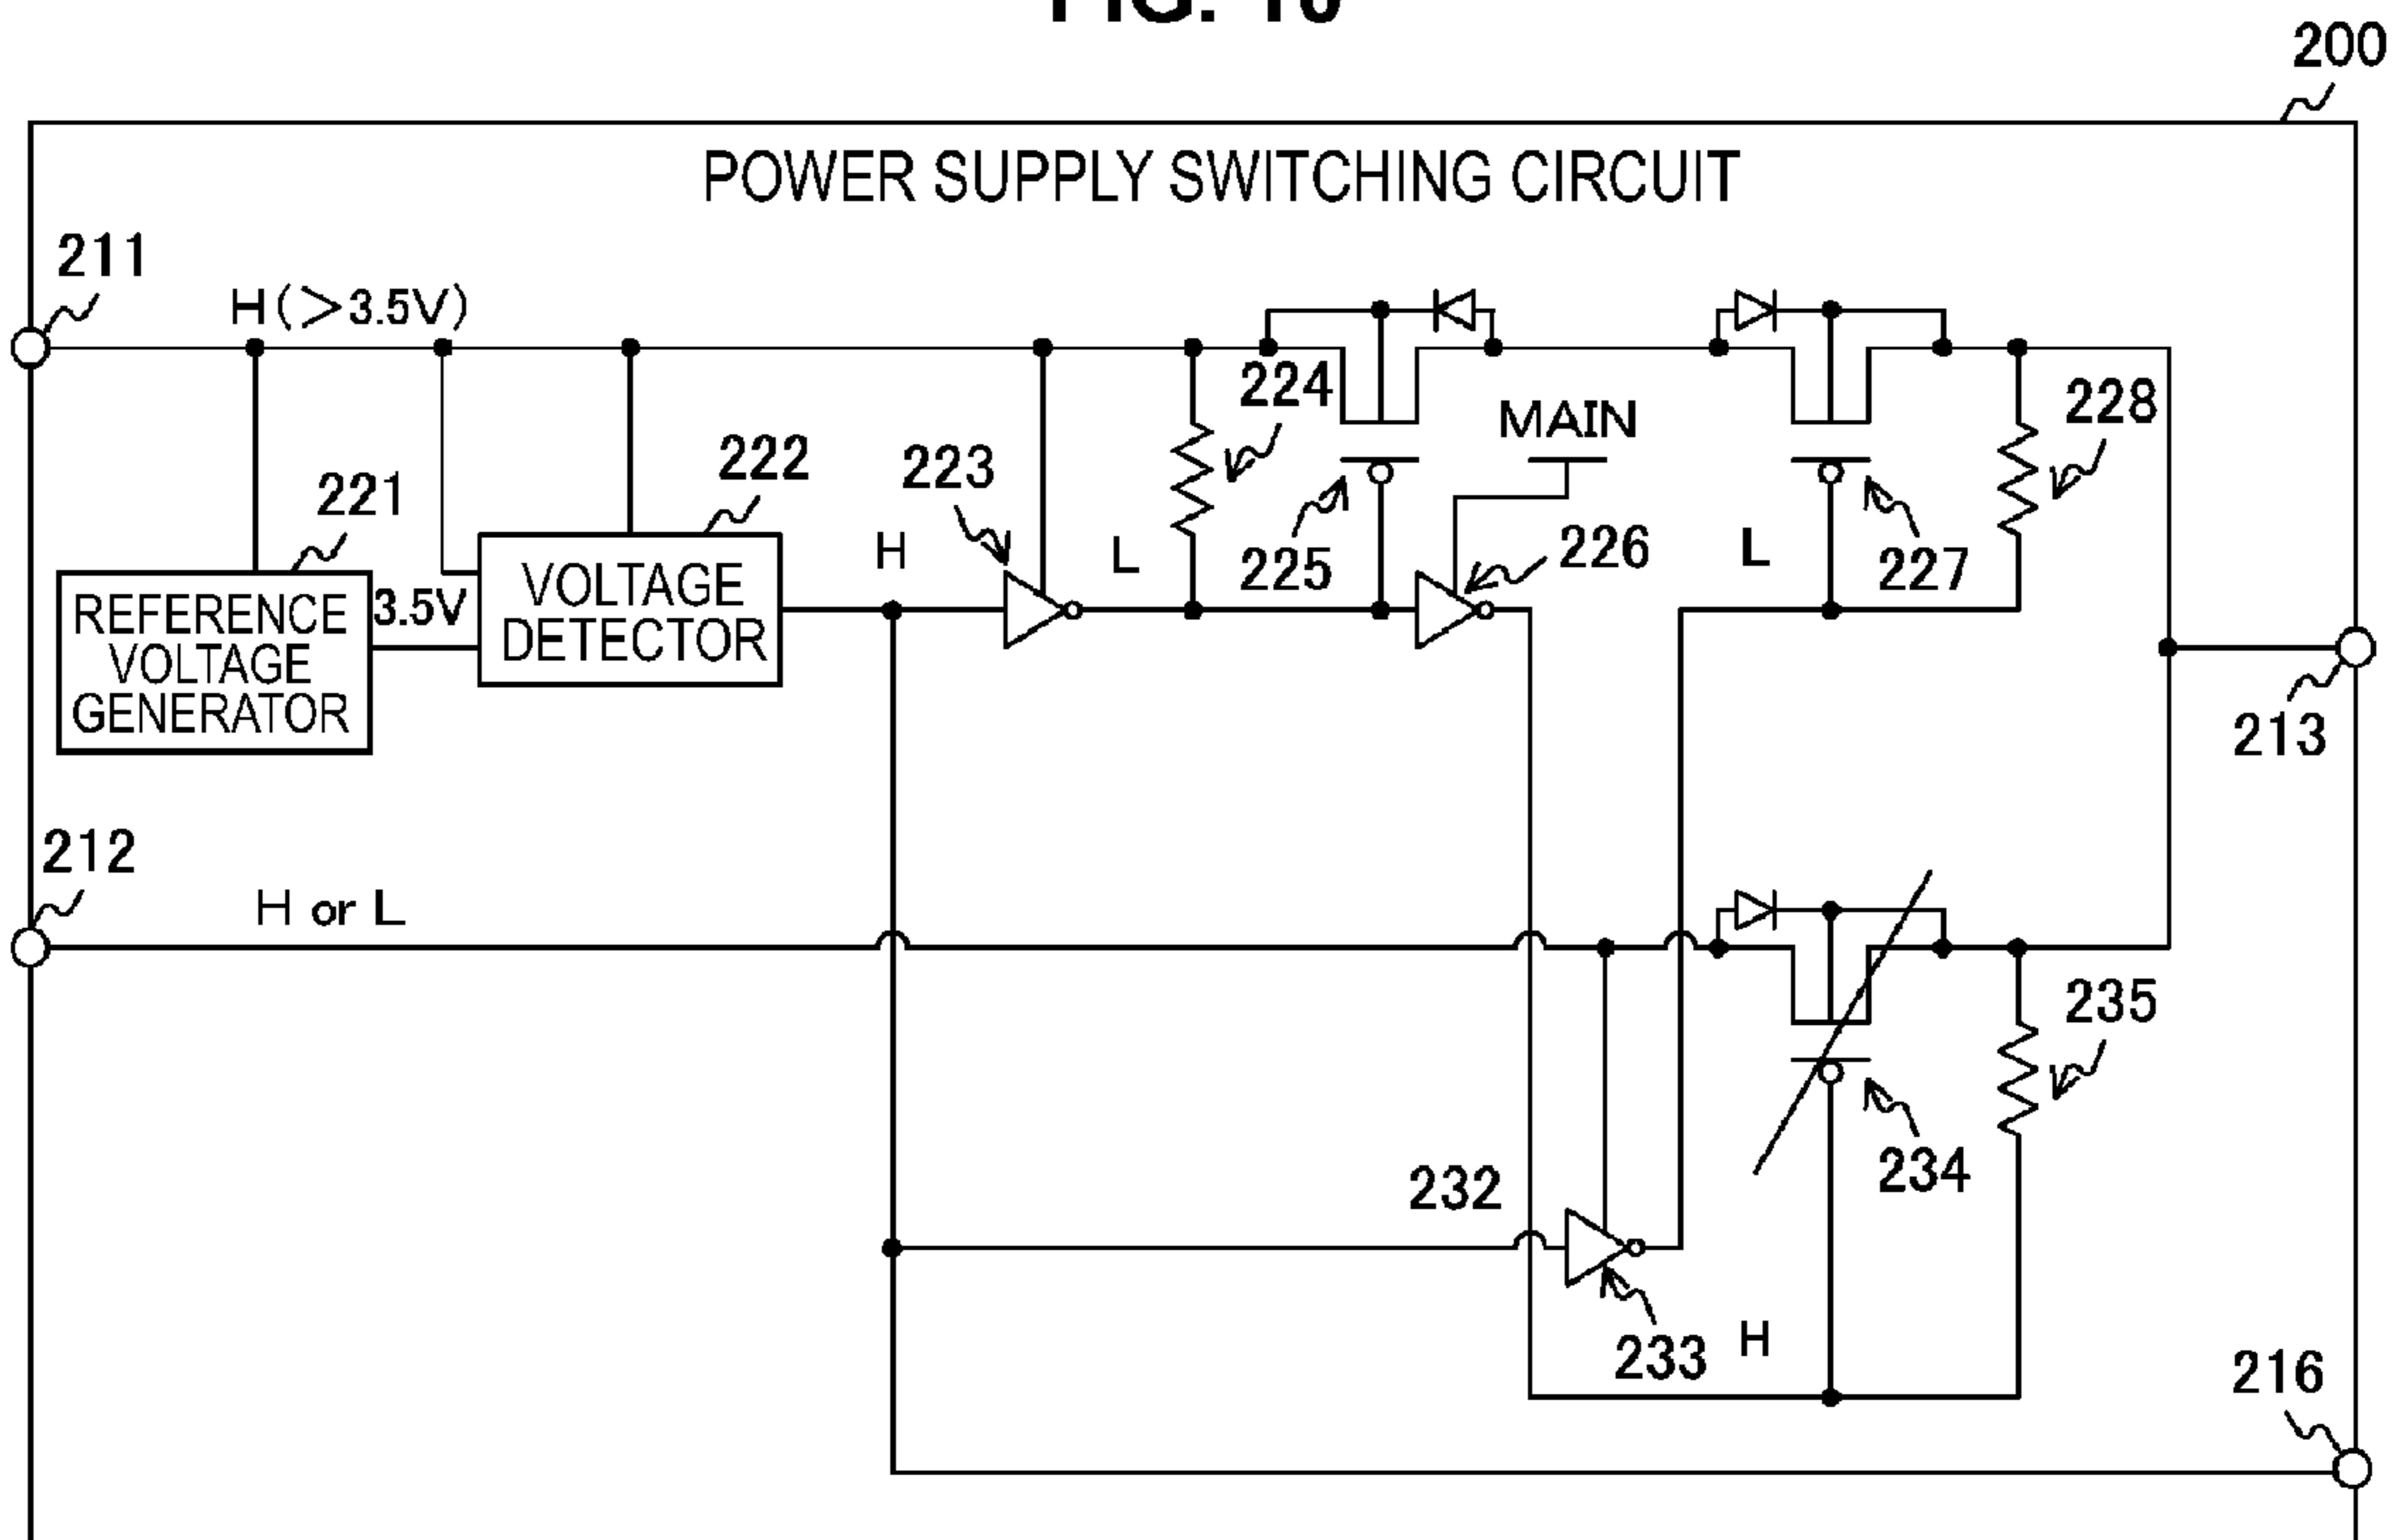 200
POWER SUPPLY SWITCHING CIRCUIT
211
H(>3.5V)
224
MAIN
228
222
223
221
H
L
225
226
L
227
REFERENCE
VOLTAGE
GENERATOR
3.5V
VOLTAGE
DETECTOR
213
212
H or L
235
232
234
233
H
216